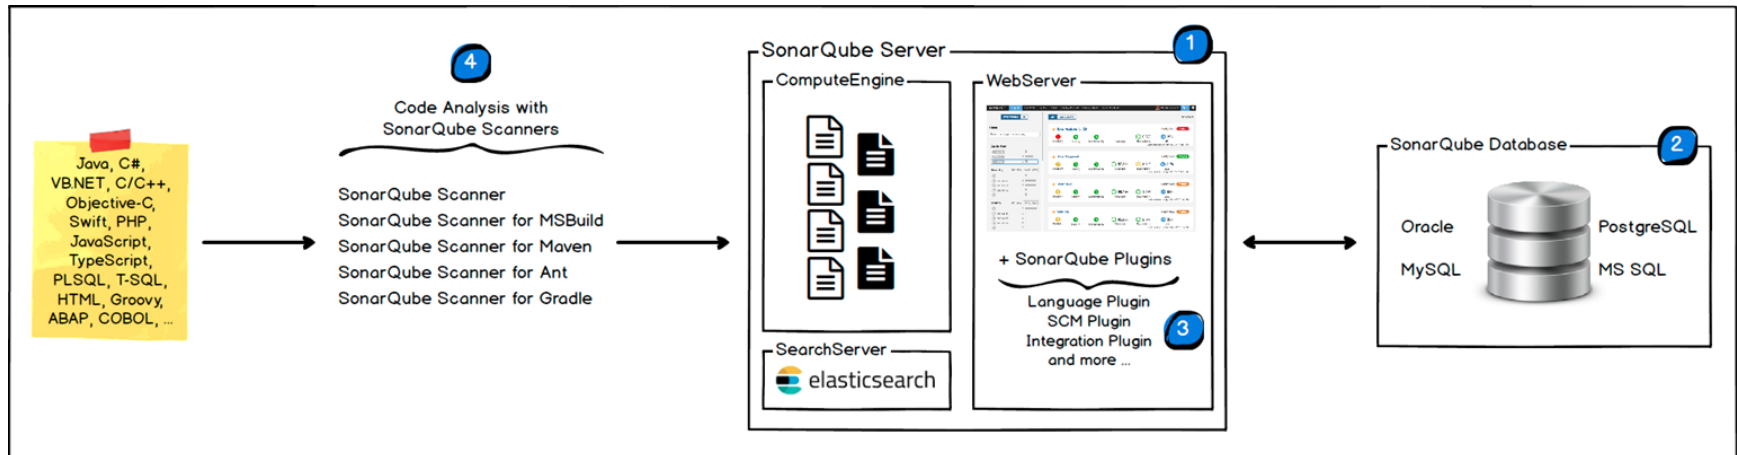 Java, C#,
VB.NET, C/C++,
Objective-C,
Swift, PHP,
JavaScript,
TypeScript,
PLSQL, T-SQL,
HTML, Groovy,
ABAP, COBOL, ...
4
Code Analysis with
SonarQube Scanners
SonarQube Scanner
SonarQube Scanner for MSBuild
SonarQube Scanner for Maven
SonarQube Scanner for Ant
SonarQube Scanner for Gradle
1
SonarQube Server
ComputeEngine
SearchServer
elasticsearch
WebServer
+ SonarQube Plugins
Language Plugin
SCM Plugin
Integration Plugin
and more ...
3
2
SonarQube Database
Oracle
MySQL
PostgreSQL
MS SQL